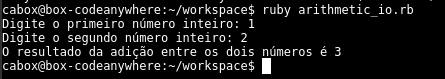 cabox@box-codeanywhere:~/workspace$ ruby arithmetic_io.rb
Digite o primeiro número inteiro: 1
Digite o segundo número inteiro: 2
O resultado da adição entre os dois números é 3
cabox@box-codeanywhere:~/workspace$